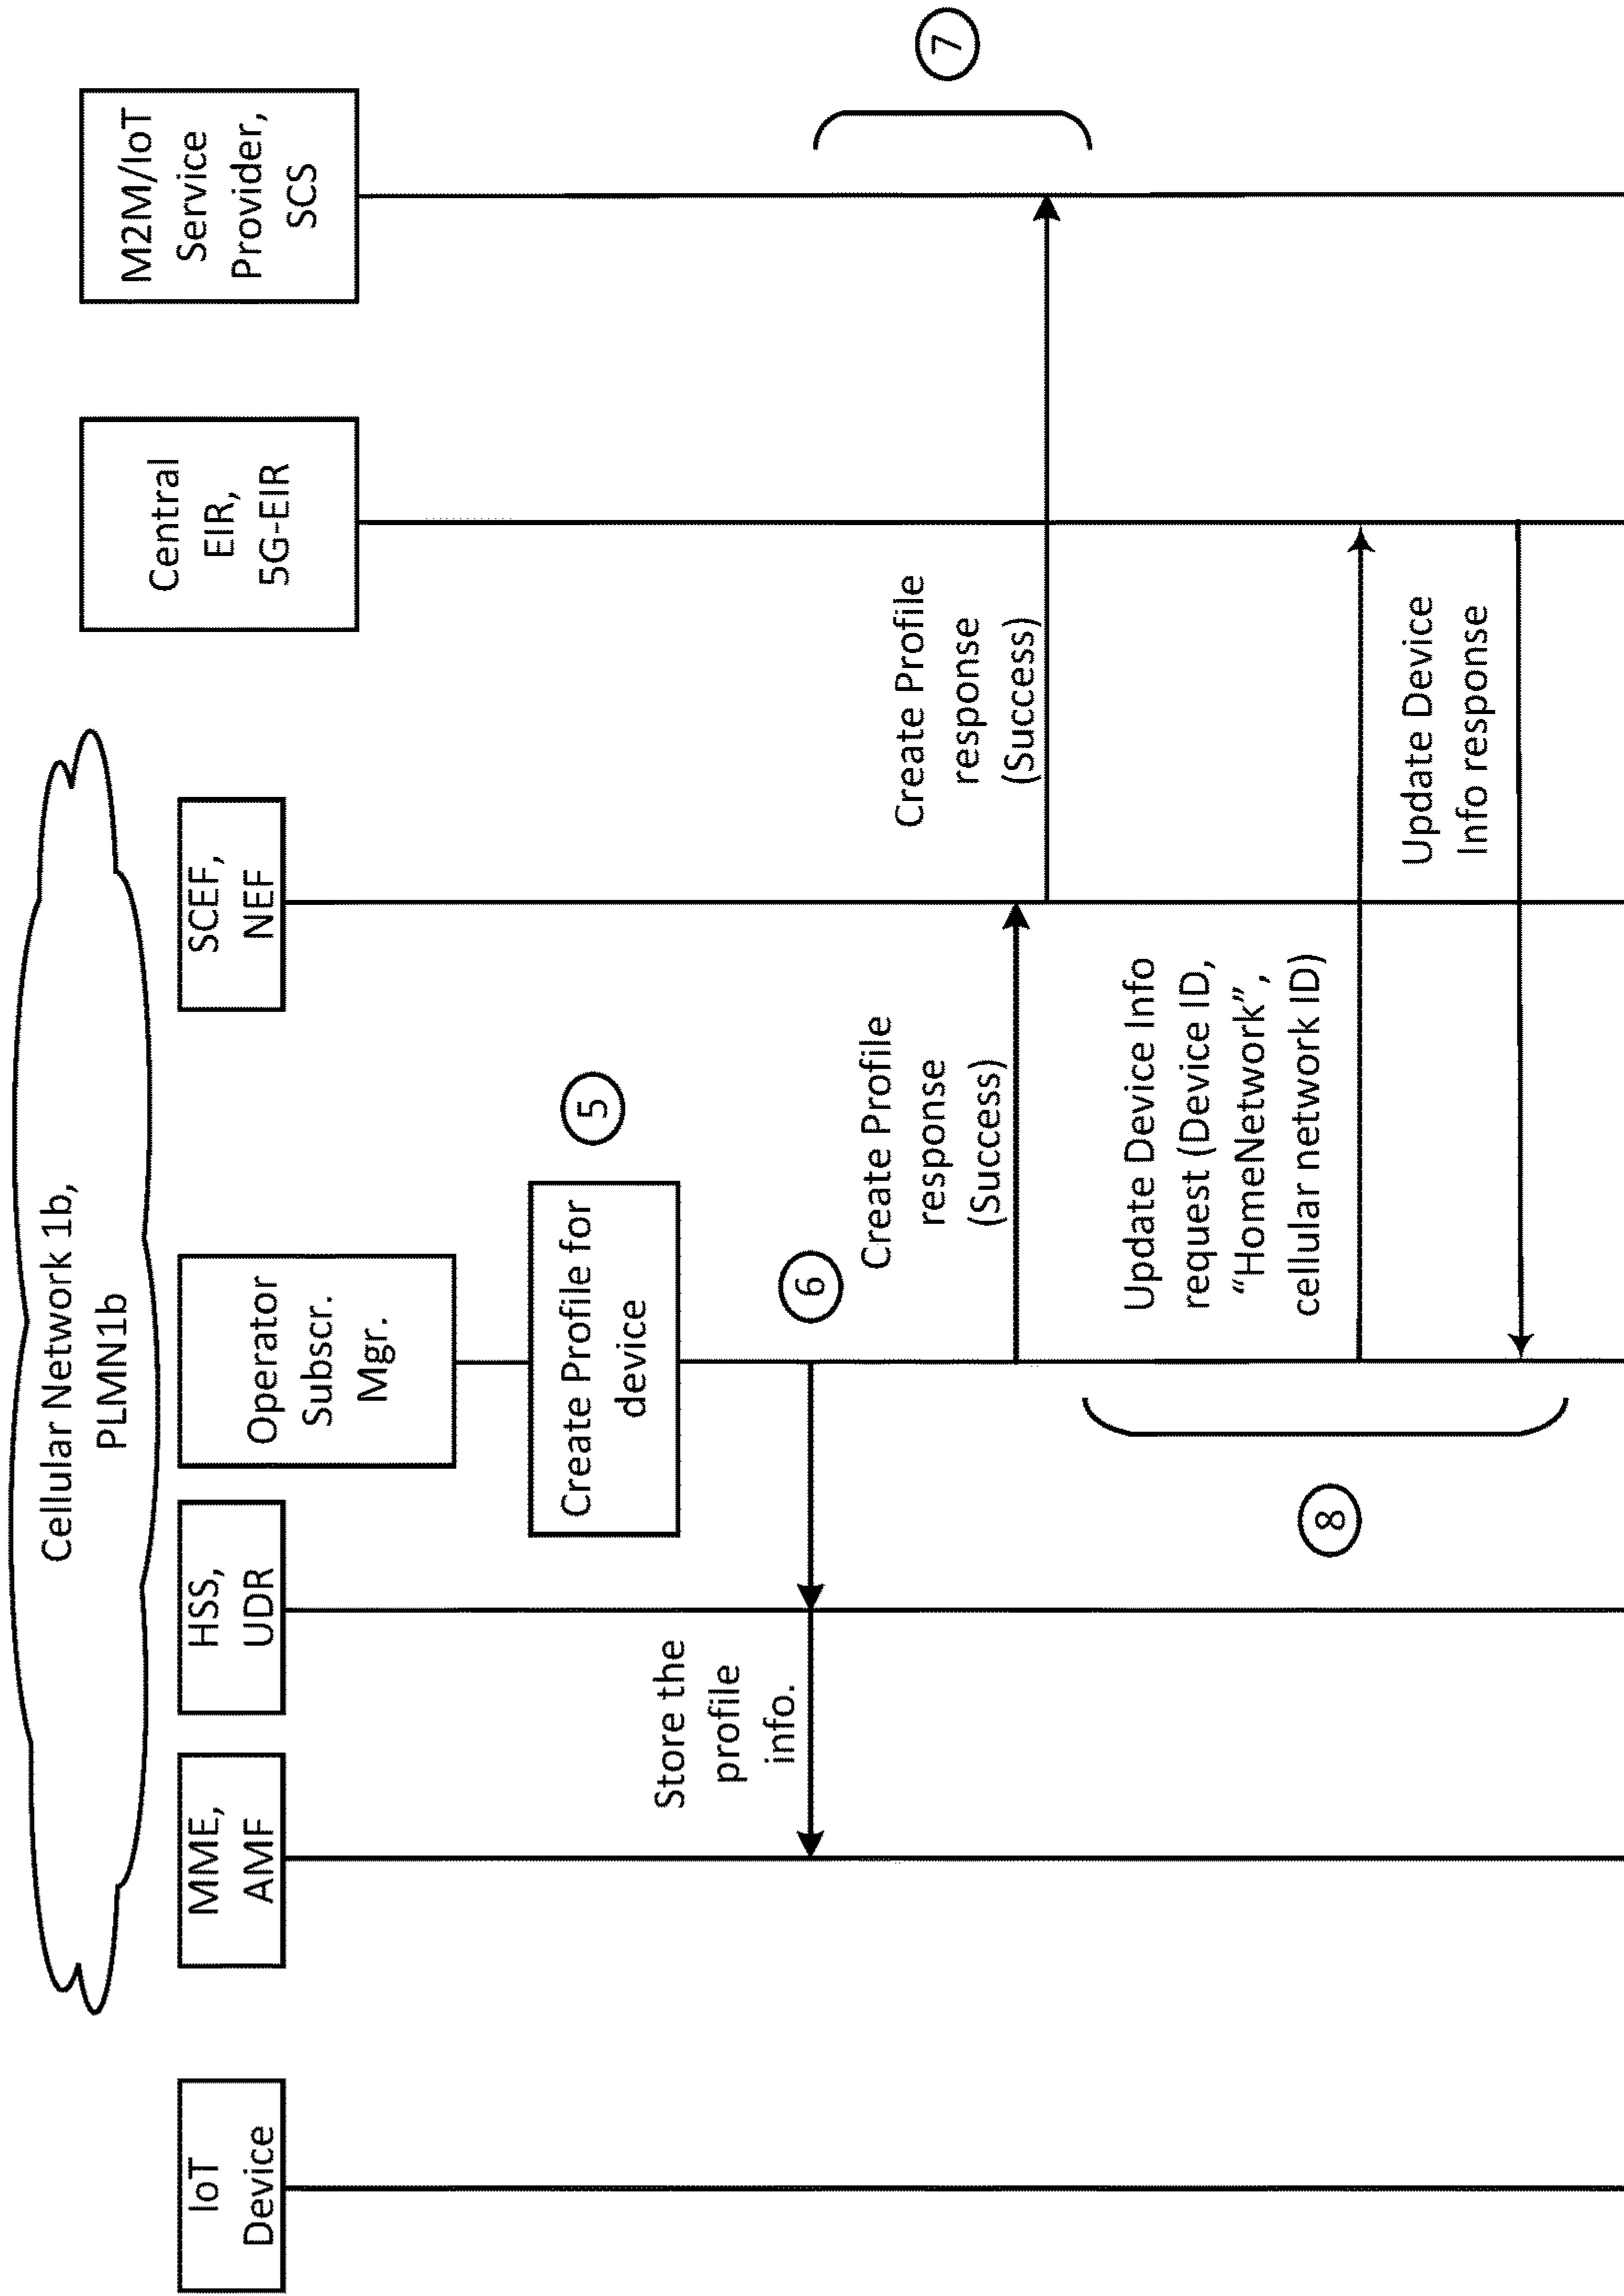 Cellular Network 1b,
PLMN1b
IoT
Device
MME,
AMF
HSS,
UDR
Operator
Subscr.
Mgr.
SCEF,
NEF
Central
EIR,
5G-EIR
M2M/IoT
Service
Provider,
SCS
Create Profile for
device
5
Store the
profile
info.
6
Create Profile
response
(Success)
Create Profile
response
(Success)
7
Update Device Info
request (Device ID,
“HomeNetwork”,
cellular network ID)
8
Update Device
Info response